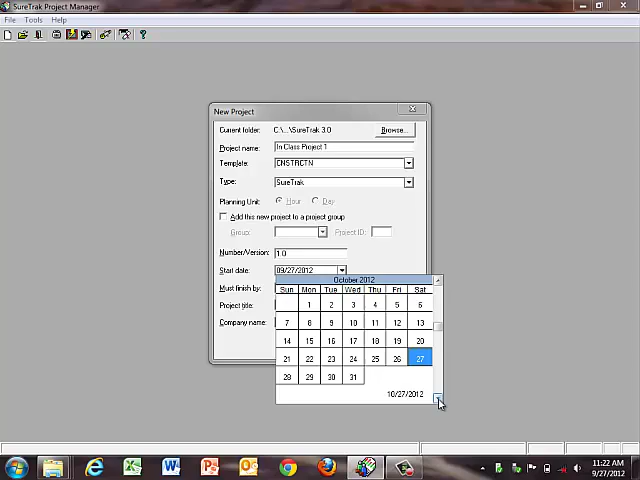 SureTrak Project Manager
File Tools Help
New Project
Current folder: C:\...\SureTrak 3.0 Browse...
Project name: In Class Project 1
Template: CNSTRCTN
Type: SureTrak
Planning Unit: Hour Day
Add this new project to a project group
Group: Project ID:
Number/Version: 1.0
Start date: 09/27/2012
Must finish by:
Project title:
Company name:
October 2012
Sun Mon Tue Wed Thu Fri Sat
1 2 3 4 5 6
7 8 9 10 11 12 13
14 15 16 17 18 19 20
21 22 23 24 25 26 27
28 29 30 31
10/27/2012
11:22 AM
9/27/2012